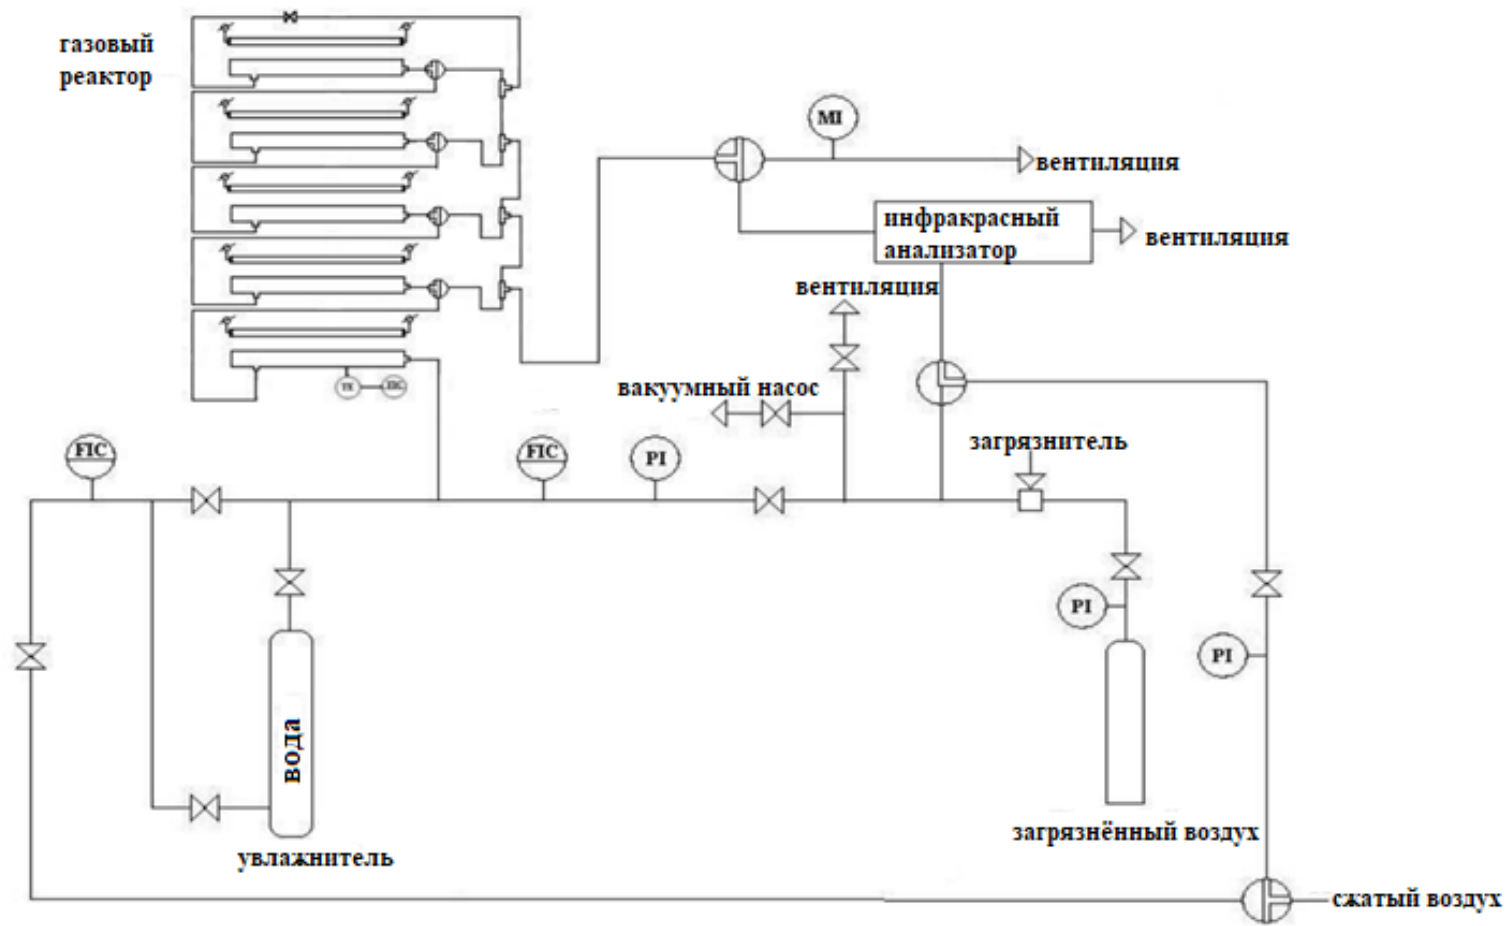 газовый
реактор
MI
вентиляция
инфракрасный
анализатор
вентиляция
вентиляция
вакуумный насос
загрязнитель
FIC
FIC
PI
PI
PI
вода
загрязнённый воздух
увлажнитель
сжатый воздух